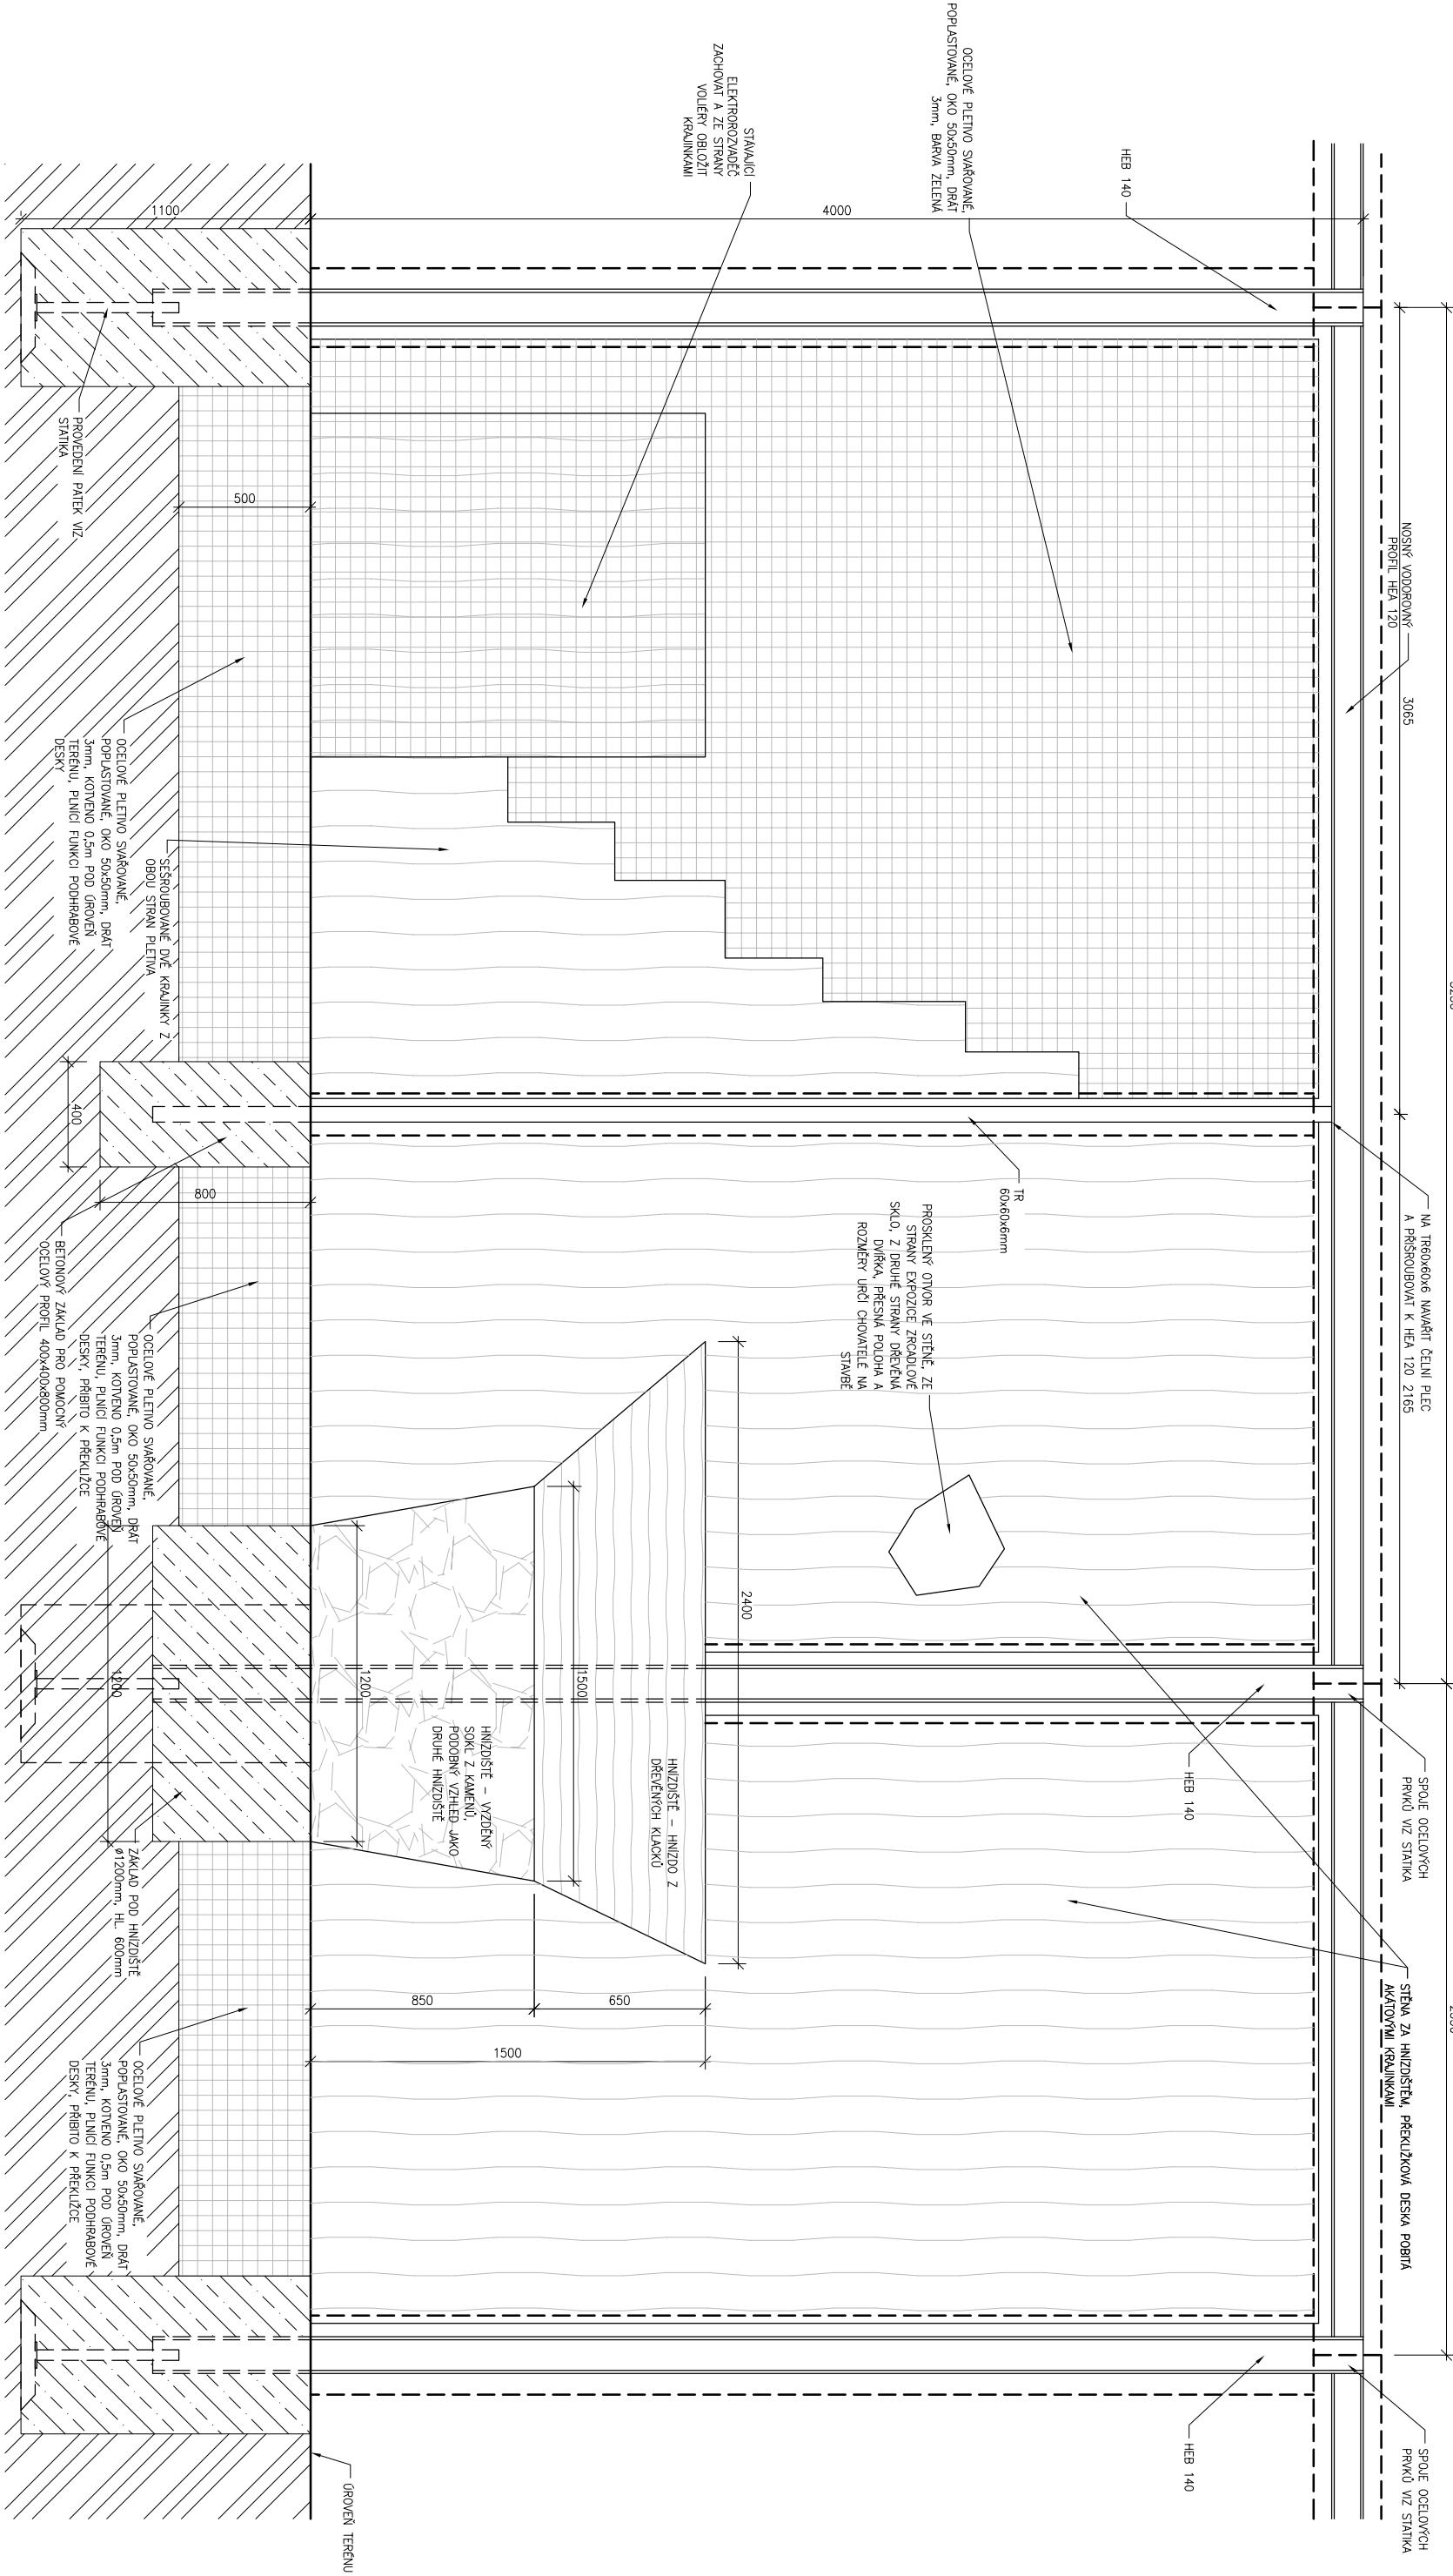 SPOJE OCELOVÝCH
PRVKŮ VIZ STATIKA
SPOJE OCELOVÝCH
PRVKŮ VIZ STATIKA
STĚNA ZA HNÍZDIŠTĚM, PŘEKLIŽKOVÁ DESKA POBITÁ
AKÁTOVÝMI KRAJINKAMI
NA TR60x60x6 NAVAŘIT ČELNÍ PLEC
A PŘIŠROUBOVAT K HEA 120
2165
3065
NOSNÝ VODOROVNÝ
PROFIL HEA 120
HEB 140
HEB 140
HEB 140
4000
1100
OCELOVÉ PLETIVO SVAŘOVANÉ,
POPLASTOVANÉ, OKO 50x50mm, DRÁT
3mm, BARVA ZELENÁ
STÁVAJÍCÍ
ELEKTROROZVADĚČ
ZACHOVAT A ZE STRANY
VOLIÉRY OBLOŽIT
KRAJINKAMI
TR
60x60x6mm
PROSKLENÝ OTVOR VE STĚNĚ, ZE
STRANY EXPOZICE ZRCADLOVÉ
SKLO, Z DRUHÉ STRANY DŘEVĚNÁ
DVÍŘKA, PŘESNÁ POLOHA A
ROZMĚRY URČÍ CHOVATELÉ NA
STAVBĚ
2400
1500
1200
HNÍZDIŠTĚ – HNÍZDO Z
DŘEVĚNÝCH KLACKŮ
HNÍZDIŠTĚ – VYZDĚNÝ
SOKL Z KAMENŮ,
PODOBNÝ VZHLED JAKO
DRUHÉ HNÍZDIŠTĚ
650
850
1500
ÚROVEŇ TERÉNU
500
800
400
1200
PROVEDENÍ PATEK VIZ
STATIKA
OCELOVÉ PLETIVO SVAŘOVANÉ,
POPLASTOVANÉ, OKO 50x50mm, DRÁT
3mm, KOTVENO 0,5m POD ÚROVEŇ
TERÉNU, PLNÍCÍ FUNKCI PODHRABOVÉ
DESKY
SEŠROUBOVANÉ DVĚ KRAJINKY Z
OBOU STRAN PLETIVA
BETONOVÝ ZÁKLAD PRO POMOCNÝ
OCELOVÝ PROFIL 400x400x800mm
OCELOVÉ PLETIVO SVAŘOVANÉ,
POPLASTOVANÉ, OKO 50x50mm, DRÁT
3mm, KOTVENO 0,5m POD ÚROVEŇ
TERÉNU, PLNÍCÍ FUNKCI PODHRABOVÉ
DESKY, PŘIBITO K PŘEKLIŽCE
ZÁKLAD POD HNÍZDIŠTĚ
ø1200mm, HL. 600mm
OCELOVÉ PLETIVO SVAŘOVANÉ,
POPLASTOVANÉ, OKO 50x50mm, DRÁT
3mm, KOTVENO 0,5m POD ÚROVEŇ
TERÉNU, PLNÍCÍ FUNKCI PODHRABOVÉ
DESKY, PŘIBITO K PŘEKLIŽCE